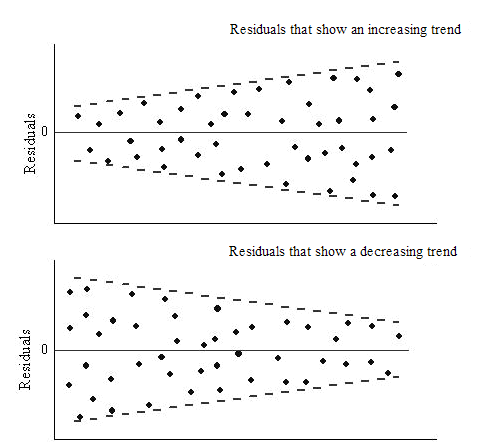 Residuals that show an increasing trend
Residuals
0
Residuals that show a decreasing trend
Residuals
0